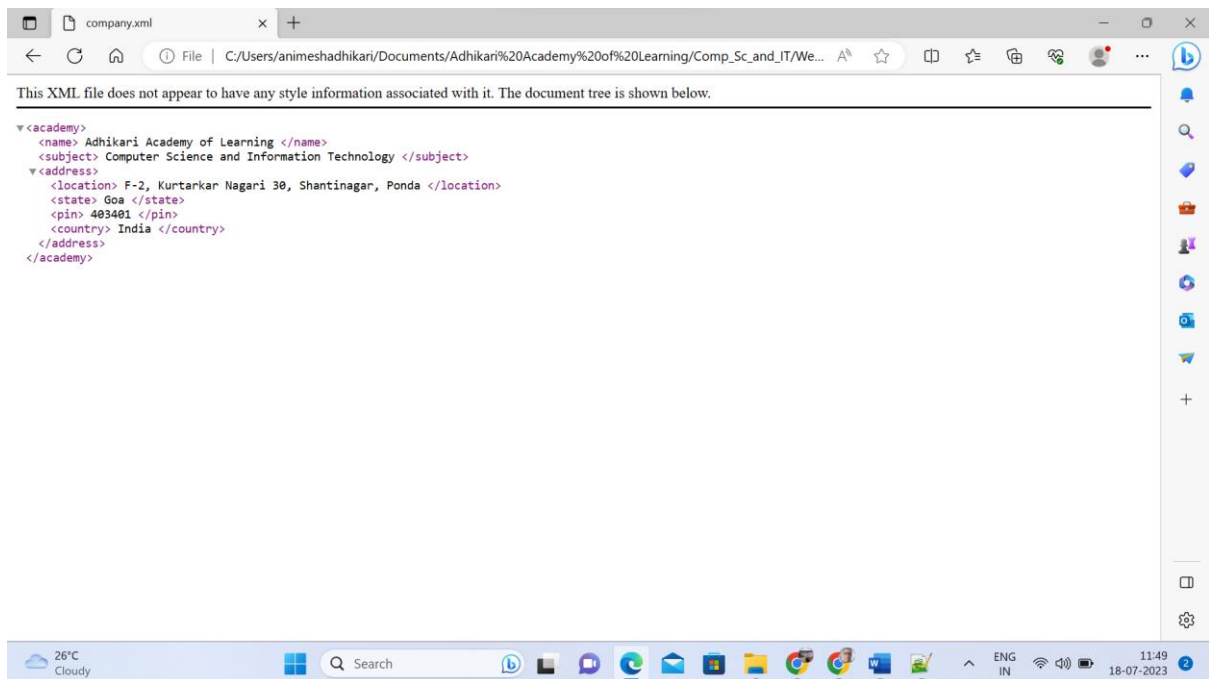 company.xml
File | C:/Users/animeshadhikari/Documents/Adhikari%20Academy%20of%20Learning/Comp_Sc_and_IT/We...
This XML file does not appear to have any style information associated with it. The document tree is shown below.
▼<academy>
<name> Adhikari Academy of Learning </name>
<subject> Computer Science and Information Technology </subject>
▼<address>
<location> F-2, Kurtarkar Nagari 30, Shantinagar, Ponda </location>
<state> Goa </state>
<pin> 403401 </pin>
<country> India </country>
</address>
</academy>
26°C
Cloudy
Search
ENG
IN
11:49
18-07-2023
2